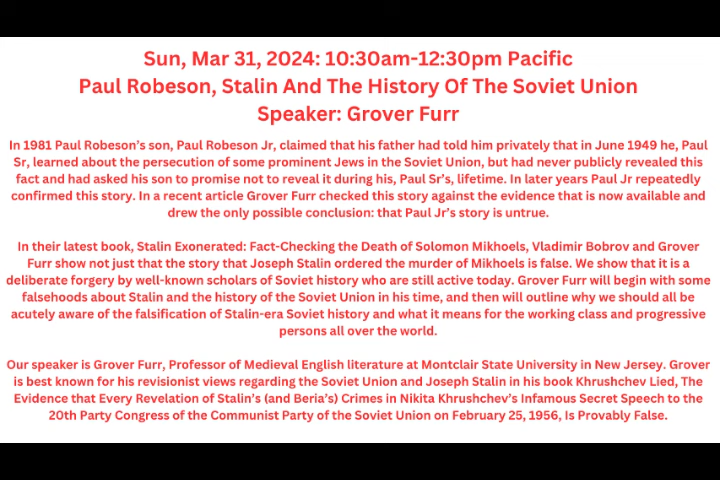 Sun, Mar 31, 2024: 10:30am-12:30pm Pacific
Paul Robeson, Stalin And The History Of The Soviet Union
Speaker: Grover Furr
In 1981 Paul Robeson's son, Paul Robeson Jr, claimed that his father had told him privately that in June 1949 he, Paul
Sr, learned about the persecution of some prominent Jews in the Soviet Union, but had never publicly revealed this
fact and had asked his son to promise not to reveal it during his, Paul Sr's, lifetime. In later years Paul Jr repeatedly
confirmed this story. In a recent article Grover Furr checked this story against the evidence that is now available and
drew the only possible conclusion: that Paul Jr's story is untrue.
In their latest book, Stalin Exonerated: Fact-Checking the Death of Solomon Mikhoels, Vladimir Bobrov and Grover
Furr show not just that the story that Joseph Stalin ordered the murder of Mikhoels is false. We show that it is a
deliberate forgery by well-known scholars of Soviet history who are still active today. Grover Furr will begin with some
falsehoods about Stalin and the history of the Soviet Union in his time, and then will outline why we should all be
acutely aware of the falsification of Stalin-era Soviet history and what it means for the working class and progressive
persons all over the world.
Our speaker is Grover Furr, Professor of Medieval English literature at Montclair State University in New Jersey. Grover
is best known for his revisionist views regarding the Soviet Union and Joseph Stalin in his book Khrushchev Lied, The
Evidence that Every Revelation of Stalin's (and Beria's) Crimes in Nikita Khrushchev's Infamous Secret Speech to the
20th Party Congress of the Communist Party of the Soviet Union on February 25, 1956, Is Provably False.